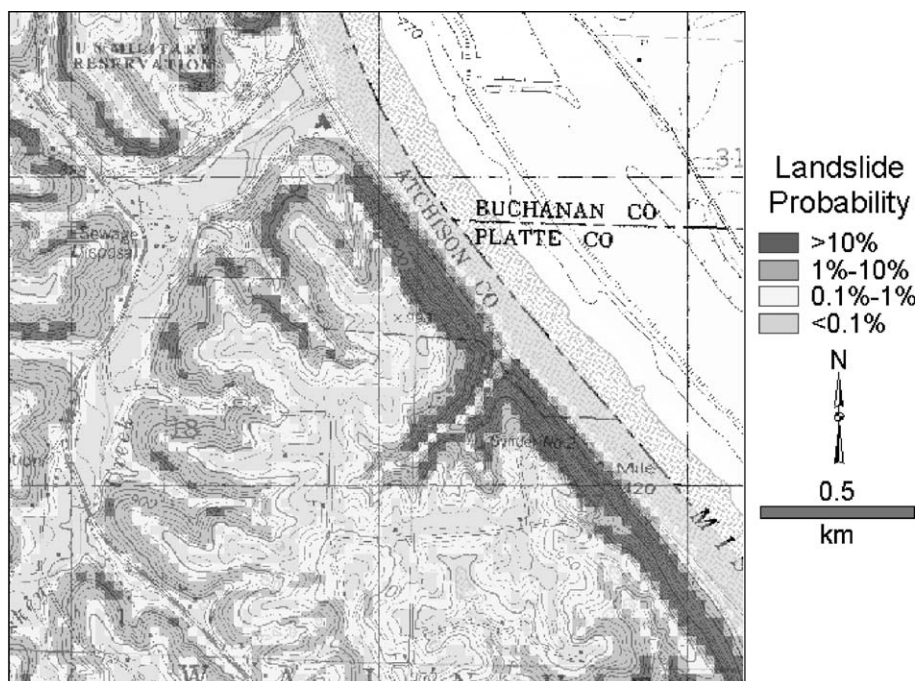 U S MILITARY
RESERVATION
ATCHISON CO
BUCHANAN CO
PLATTE CO
31
Sewage
Disposal
18
Mile
420
M I
W A
Landslide
Probability
>10%
1%-10%
0.1%-1%
<0.1%
N
0.5
km